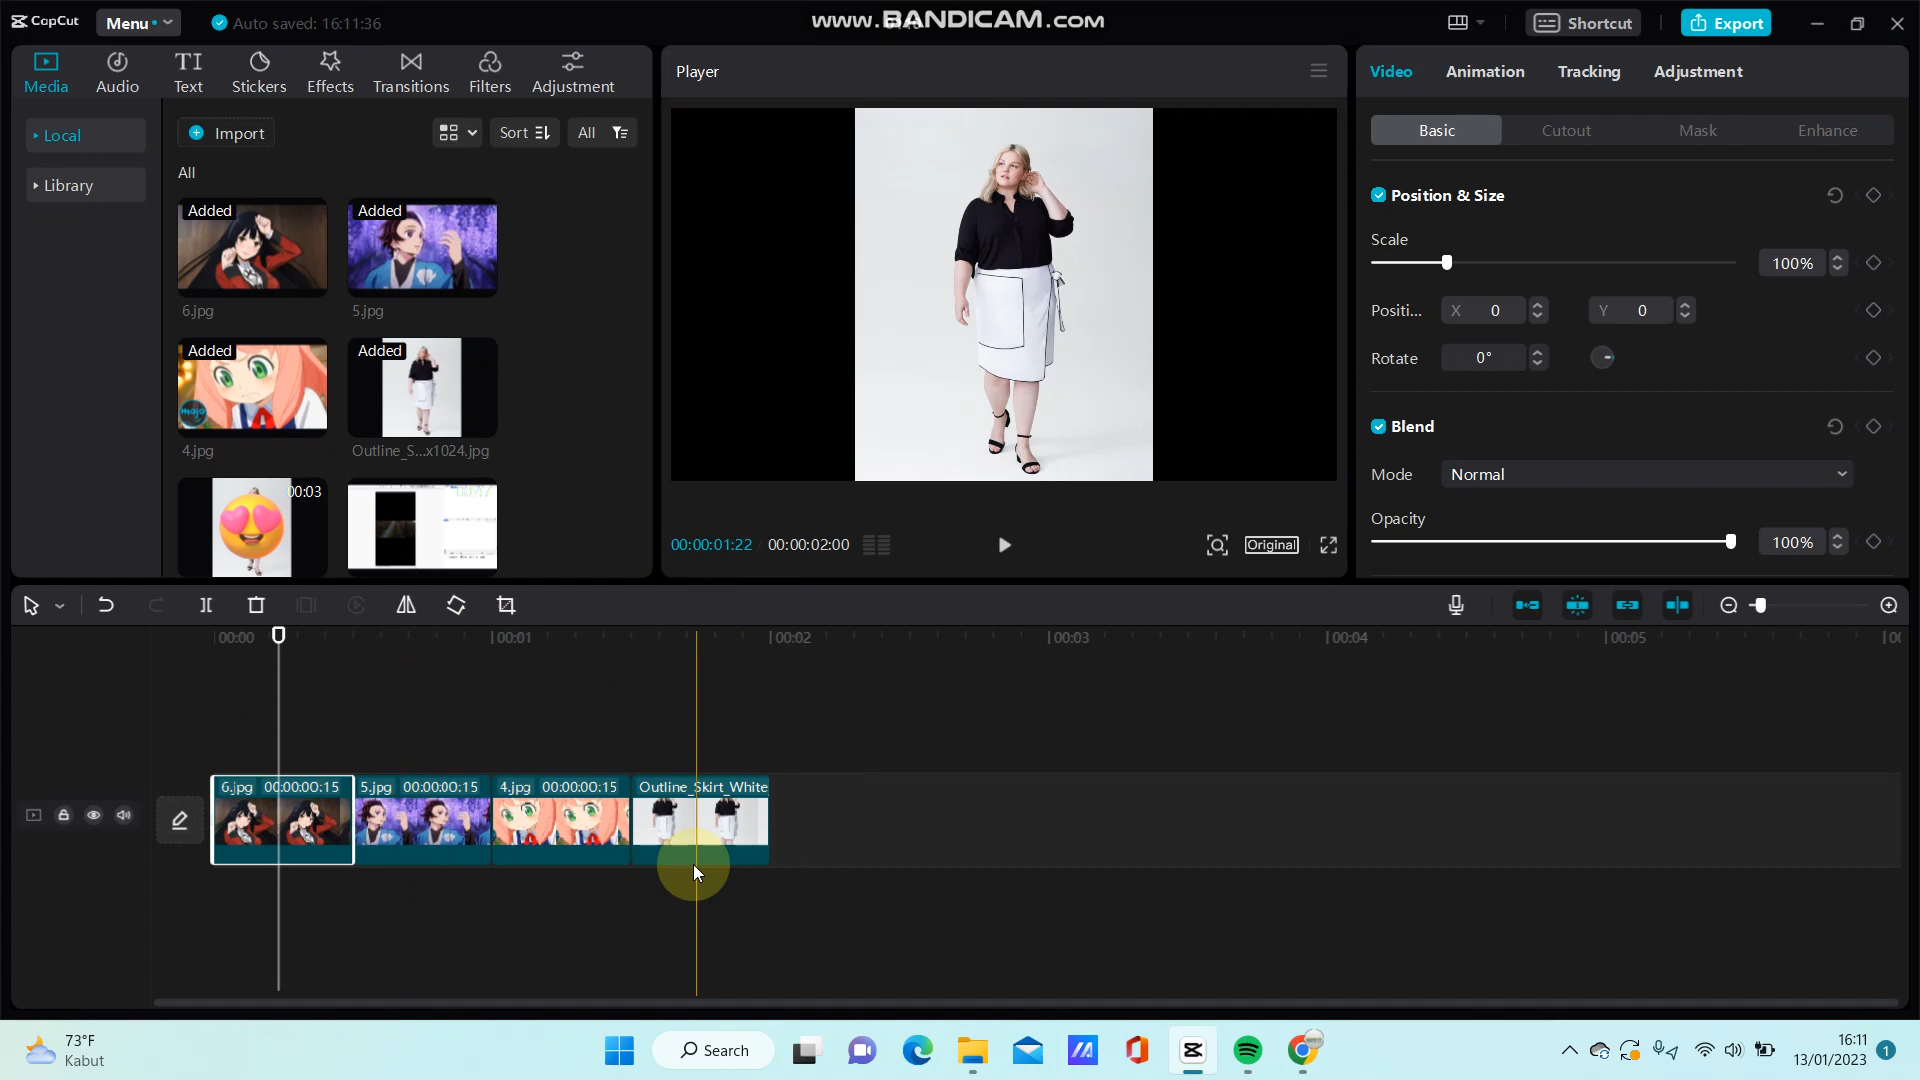 CapCut
Menu
Auto saved: 16:11:36
www.BANDICAM.com
Shortcut
Export
Media
Audio
Text
Stickers
Effects
Transitions
Filters
Adjustment
Player
Video
Animation
Tracking
Adjustment
Local
Library
Import
Sort
All
All
Basic
Cutout
Mask
Enhance
Added
6.jpg
Added
5.jpg
Added
mojo
4.jpg
Added
Outline_S...x1024.jpg
00:03
Position & Size
Scale
100%
Positi...
X 0
Y 0
Rotate
0°
Blend
Mode
Normal
Opacity
100%
00:00:01:22
00:00:02:00
Original
00:00
00:01
00:02
00:03
00:04
00:05
6.jpg 00:00:00:15
5.jpg 00:00:00:15
4.jpg 00:00:00:15
Outline_Skirt_White
73°F
Kabut
Search
16:11
13/01/2023
1